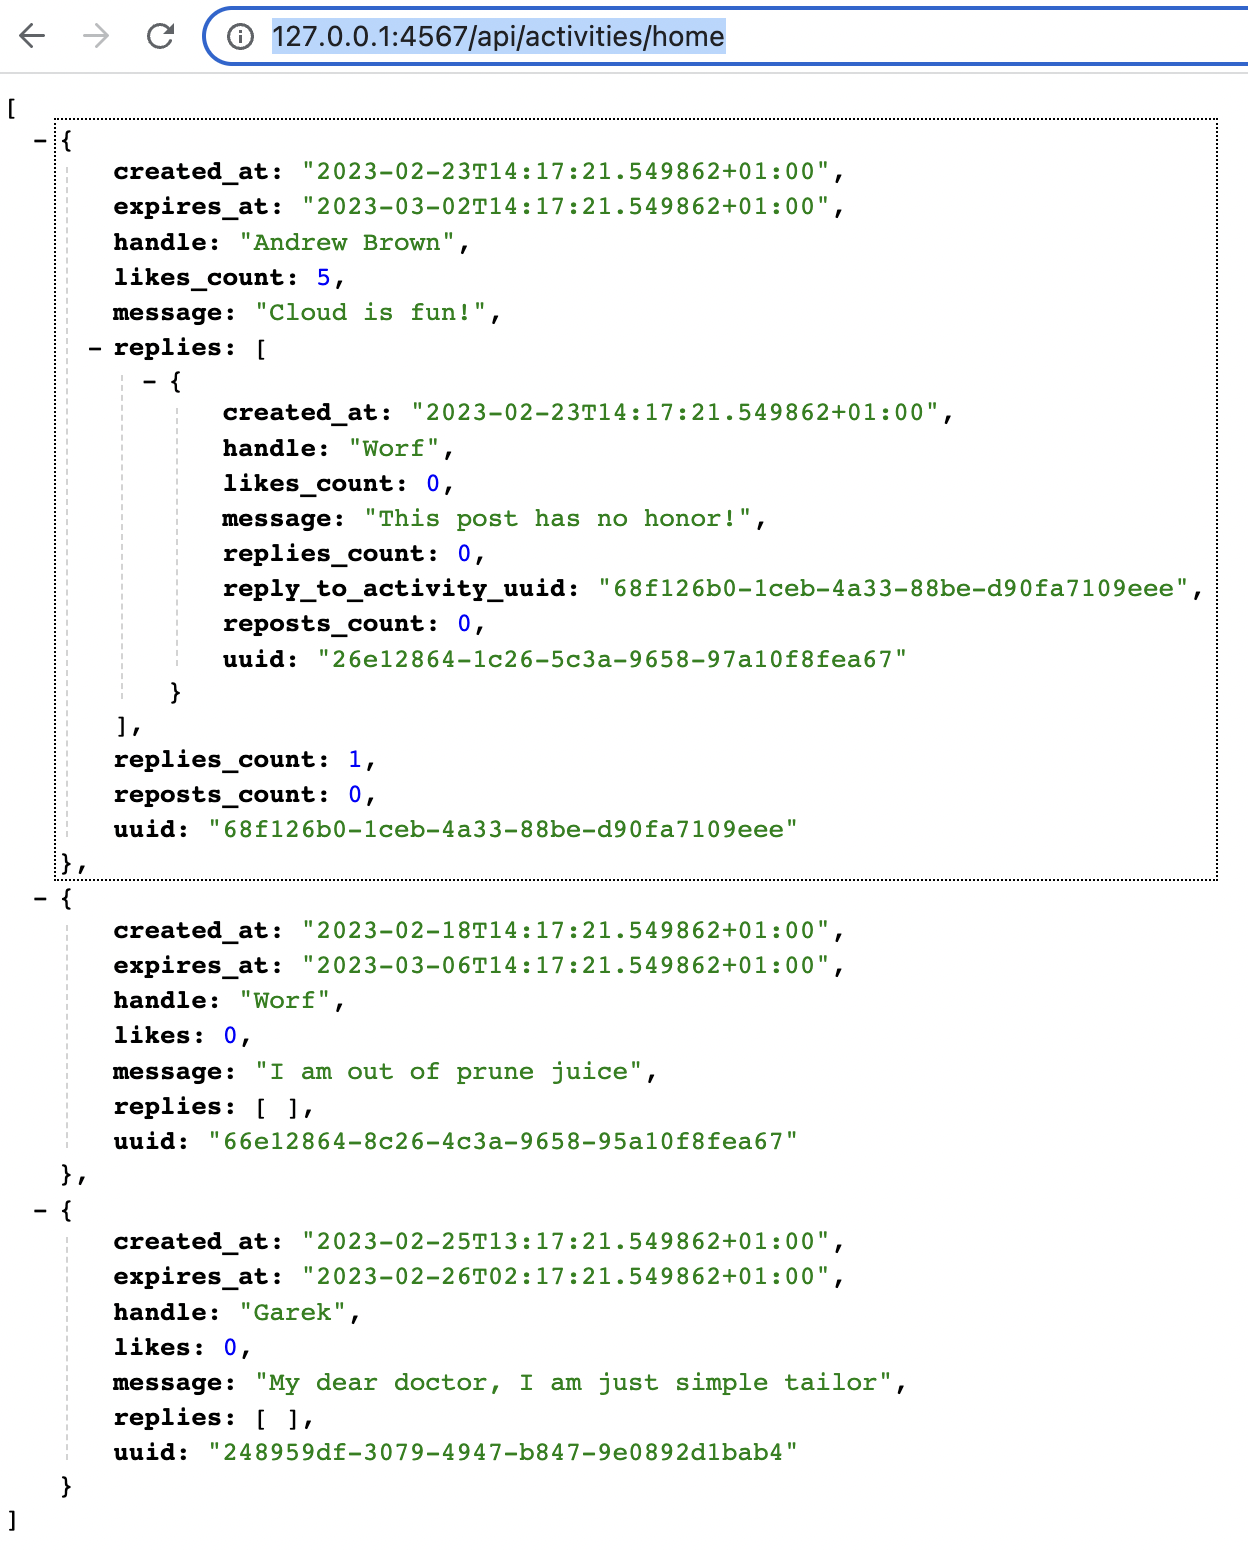 127.0.0.1:4567/api/activities/home
[
– {
created_at: "2023-02-23T14:17:21.549862+01:00",
expires_at: "2023-03-02T14:17:21.549862+01:00",
handle: "Andrew Brown",
likes_count: 5,
message: "Cloud is fun!",
– replies: [
– {
created_at: "2023-02-23T14:17:21.549862+01:00",
handle: "Worf",
likes_count: 0,
message: "This post has no honor!",
replies_count: 0,
reply_to_activity_uuid: "68f126b0-1ceb-4a33-88be-d90fa7109eee",
reposts_count: 0,
uuid: "26e12864-1c26-5c3a-9658-97a10f8fea67"
}
],
replies_count: 1,
reposts_count: 0,
uuid: "68f126b0-1ceb-4a33-88be-d90fa7109eee"
},
– {
created_at: "2023-02-18T14:17:21.549862+01:00",
expires_at: "2023-03-06T14:17:21.549862+01:00",
handle: "Worf",
likes: 0,
message: "I am out of prune juice",
replies: [ ],
uuid: "66e12864-8c26-4c3a-9658-95a10f8fea67"
},
– {
created_at: "2023-02-25T13:17:21.549862+01:00",
expires_at: "2023-02-26T02:17:21.549862+01:00",
handle: "Garek",
likes: 0,
message: "My dear doctor, I am just simple tailor",
replies: [ ],
uuid: "248959df-3079-4947-b847-9e0892d1bab4"
}
]